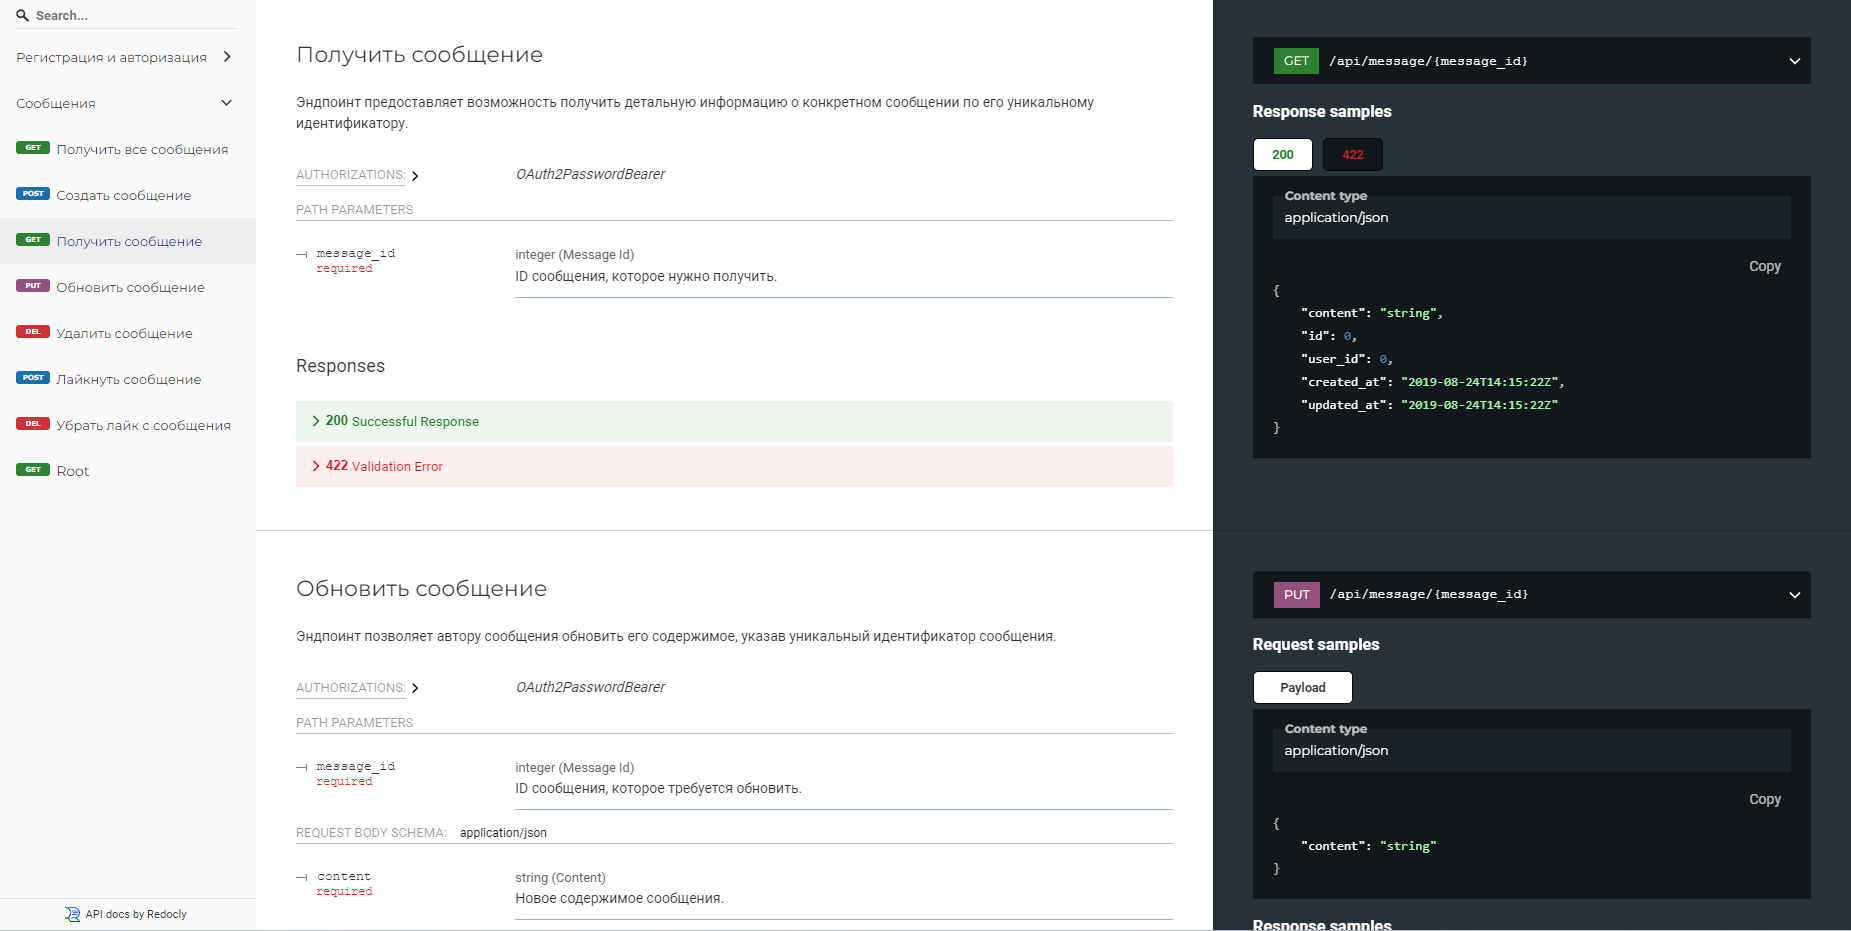 Search...
Регистрация и авторизация
Сообщения
GET Получить все сообщения
POST Создать сообщение
GET Получить сообщение
PUT Обновить сообщение
DEL Удалить сообщение
POST Лайкнуть сообщение
DEL Убрать лайк с сообщения
GET Root
API docs by Redocly
Получить сообщение
Эндпоинт предоставляет возможность получить детальную информацию о конкретном сообщении по его уникальному
идентификатору.
AUTHORIZATIONS: OAuth2PasswordBearer
PATH PARAMETERS
message_id integer (Message Id)
required ID сообщения, которое нужно получить.
Responses
200 Successful Response
422 Validation Error
GET /api/message/{message_id}
Response samples
200 422
Content type
application/json
Copy
{
"content": "string",
"id": 0,
"user_id": 0,
"created_at": "2019-08-24T14:15:22Z",
"updated_at": "2019-08-24T14:15:22Z"
}
Обновить сообщение
Эндпоинт позволяет автору сообщения обновить его содержимое, указав уникальный идентификатор сообщения.
AUTHORIZATIONS: OAuth2PasswordBearer
PATH PARAMETERS
message_id integer (Message Id)
required ID сообщения, которое требуется обновить.
REQUEST BODY SCHEMA: application/json
content string (Content)
required Новое содержимое сообщения.
PUT /api/message/{message_id}
Request samples
Payload
Content type
application/json
Copy
{
"content": "string"
}
Response samples